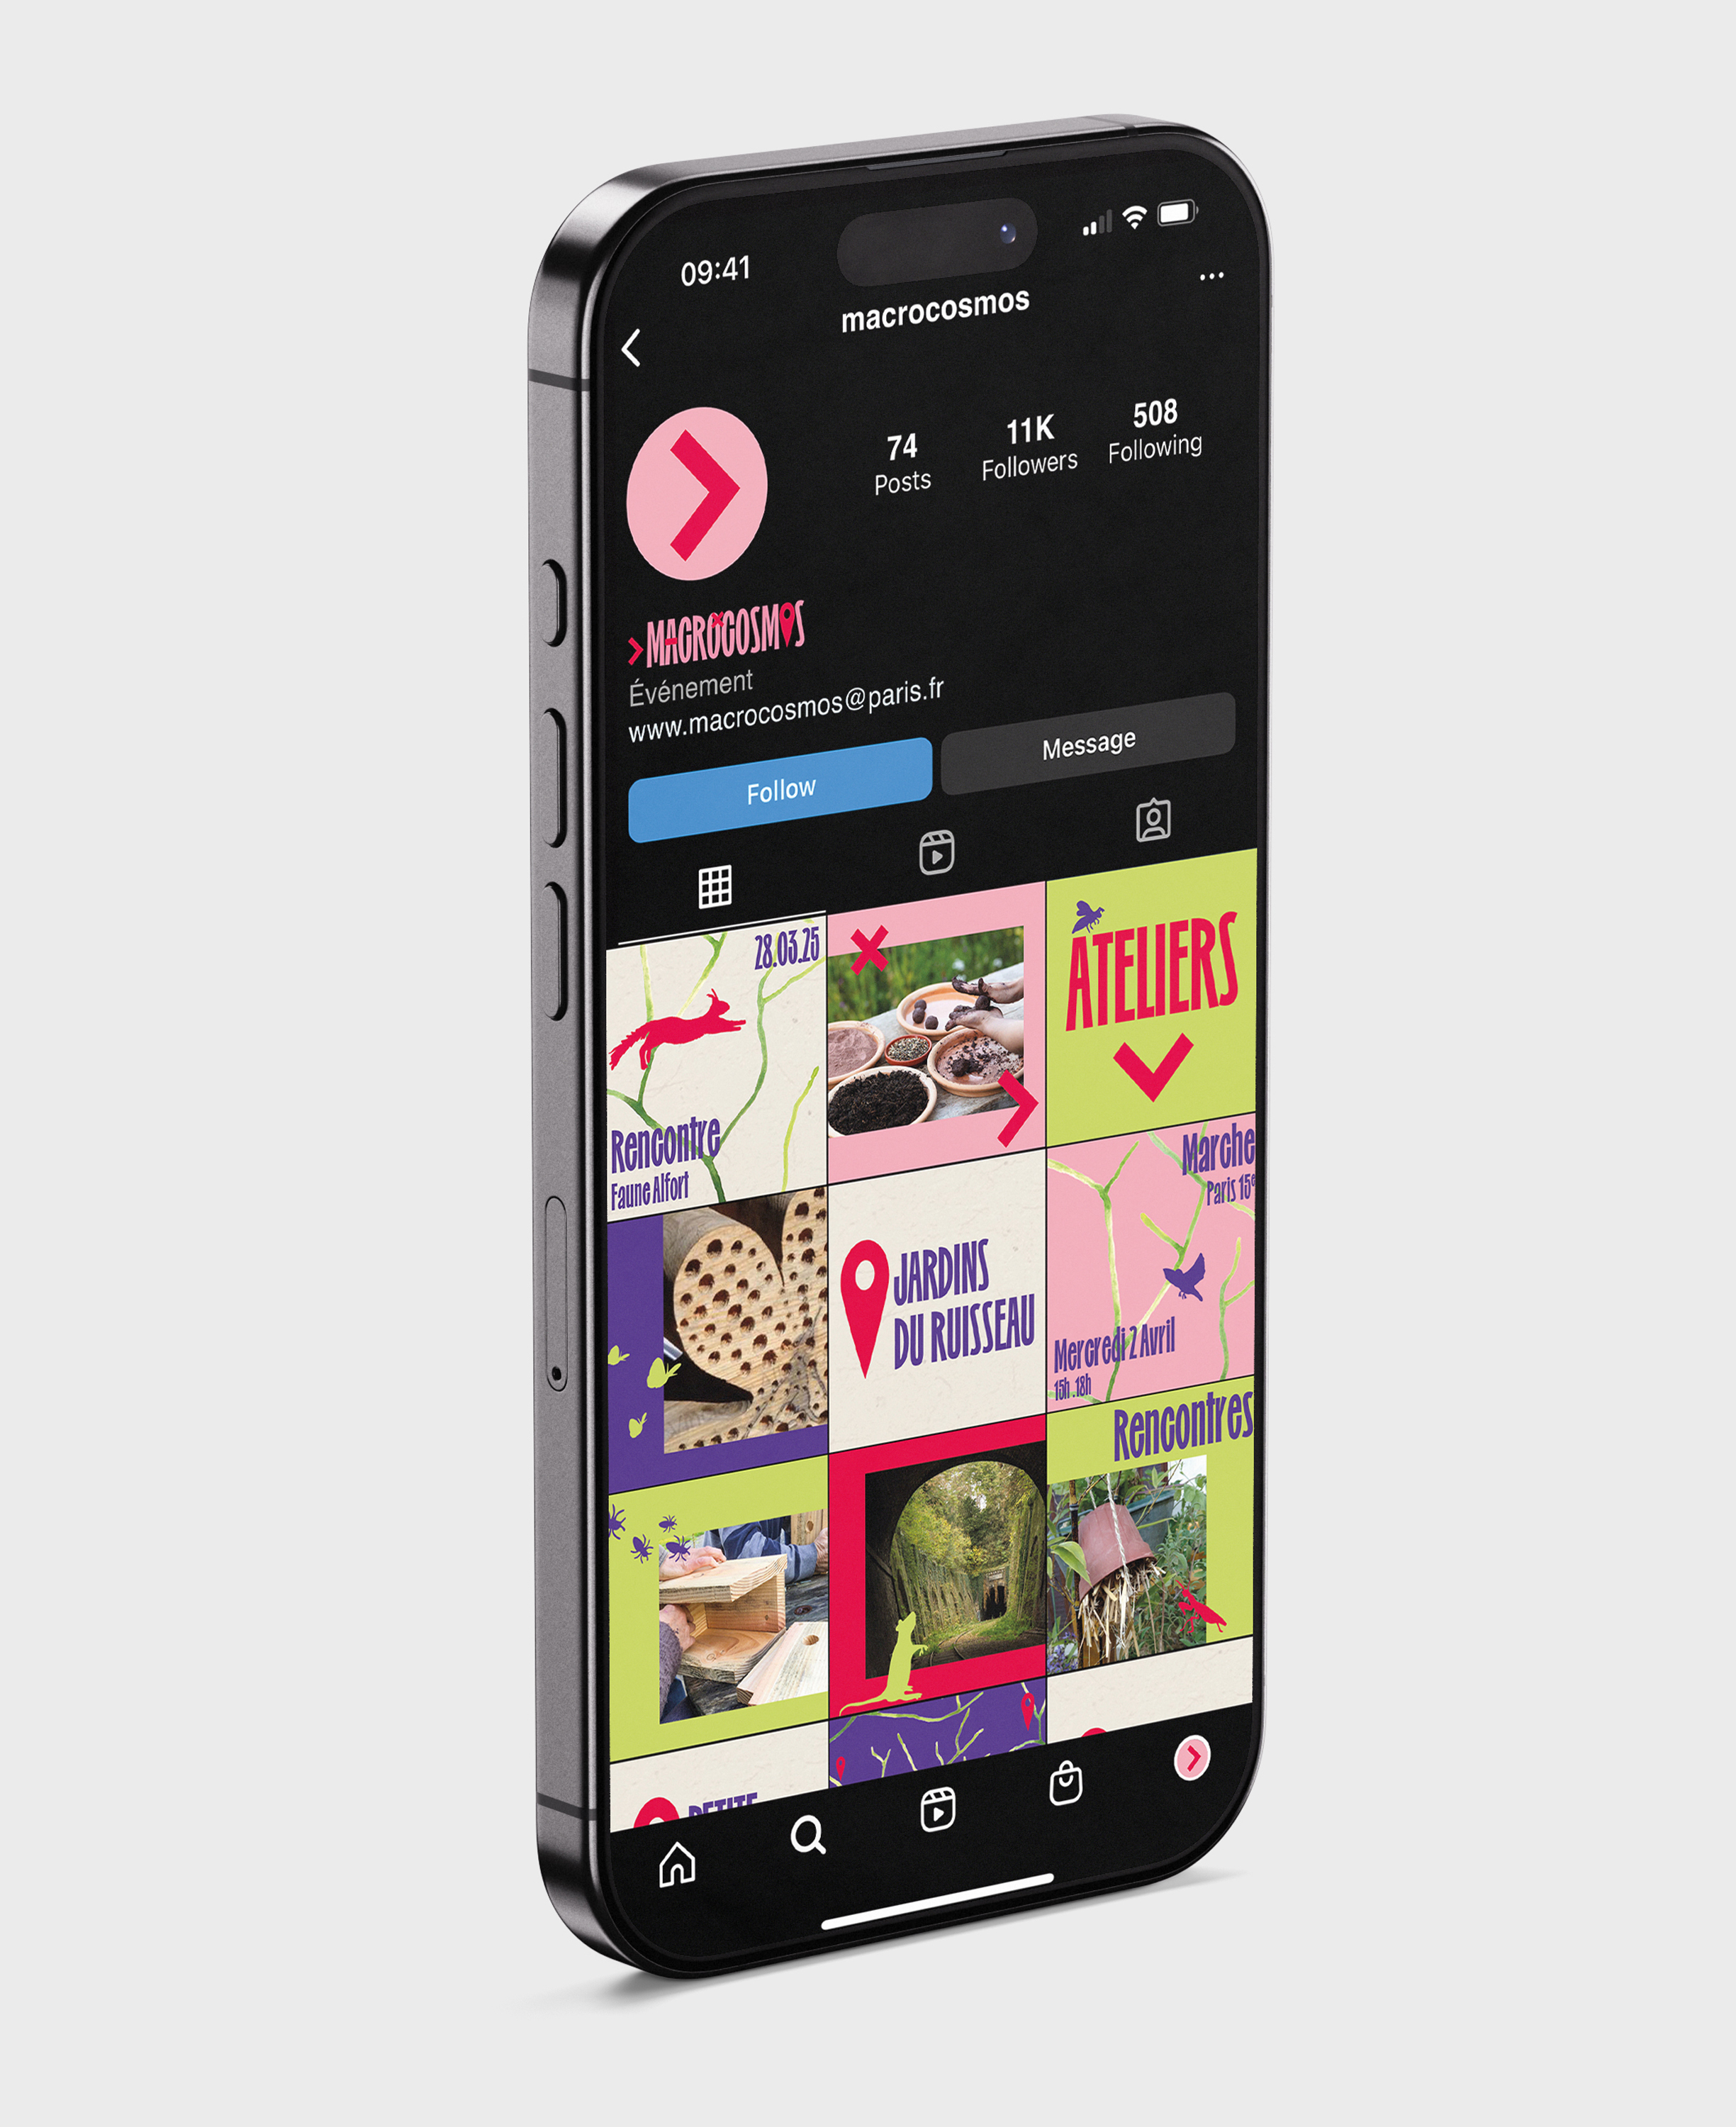 09:41
macrocosmos
74
Posts
11K
Followers
508
Following
MACROCOSMOS
Événement
www.macrocosmos@paris.fr
Follow
Message
28.03.25
Rencontre
Faune Alfort
ATELIERS
JARDINS
DU RUISSEAU
Marche
Paris 15e
Mercredi 2 Avril
15h .18h
Rencontres
PETITE